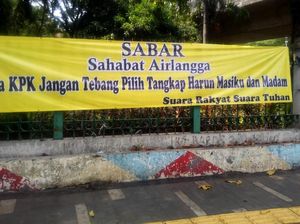 SABAR
Sahabat Airlangga
KPK Jangan Tebang Pilih Tangkap Harun Masiku dan Madam
Suara Rakyat Suara Tuhan